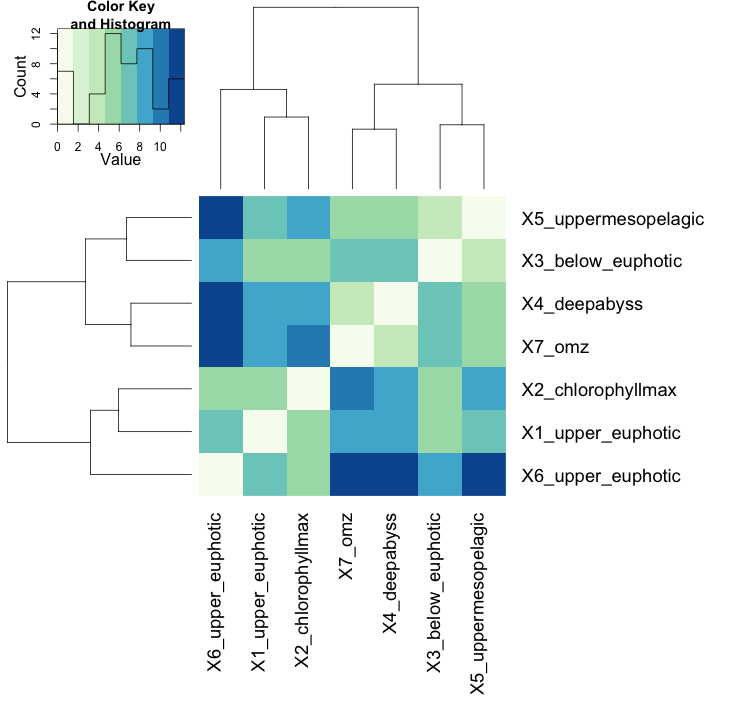 Color Key
and Histogram
Count
0 4 8 12
0 2 4 6 8 10
Value
X5_uppermesopelagic
X3_below_euphotic
X4_deepabyss
X7_omz
X2_chlorophyllmax
X1_upper_euphotic
X6_upper_euphotic
X6_upper_euphotic
X1_upper_euphotic
X2_chlorophyllmax
X7_omz
X4_deepabyss
X3_below_euphotic
X5_uppermesopelagic